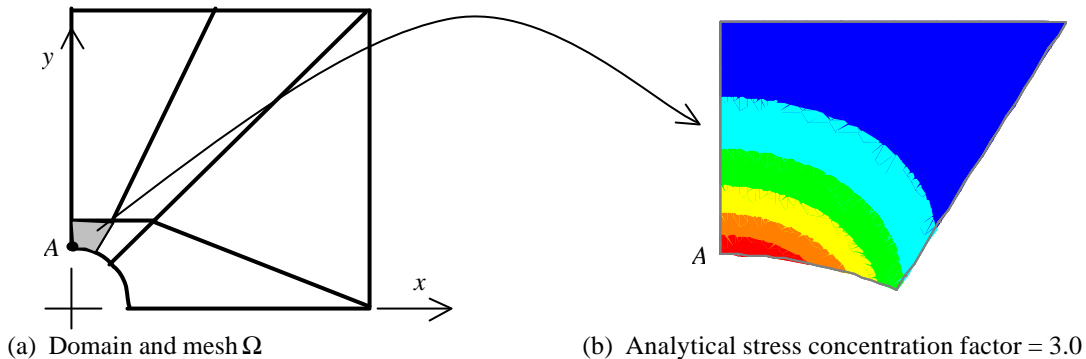 y
A
x
A
(a) Domain and mesh Ω
(b) Analytical stress concentration factor = 3.0